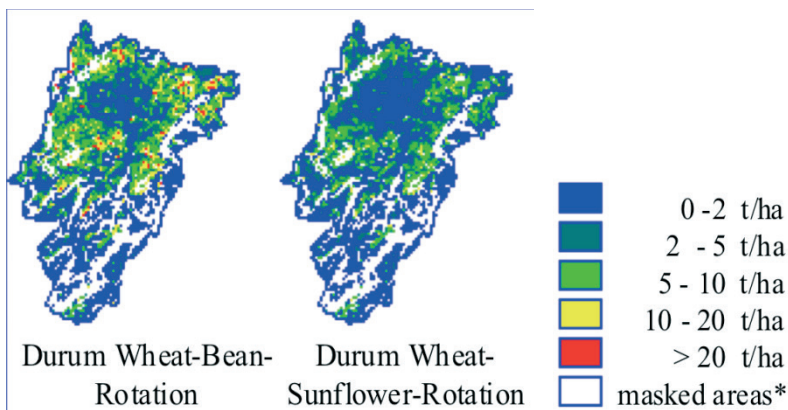 Durum Wheat-Bean-
Rotation
Durum Wheat-
Sunflower-Rotation
0 -2 t/ha
2 - 5 t/ha
5 - 10 t/ha
10 - 20 t/ha
> 20 t/ha
masked areas*